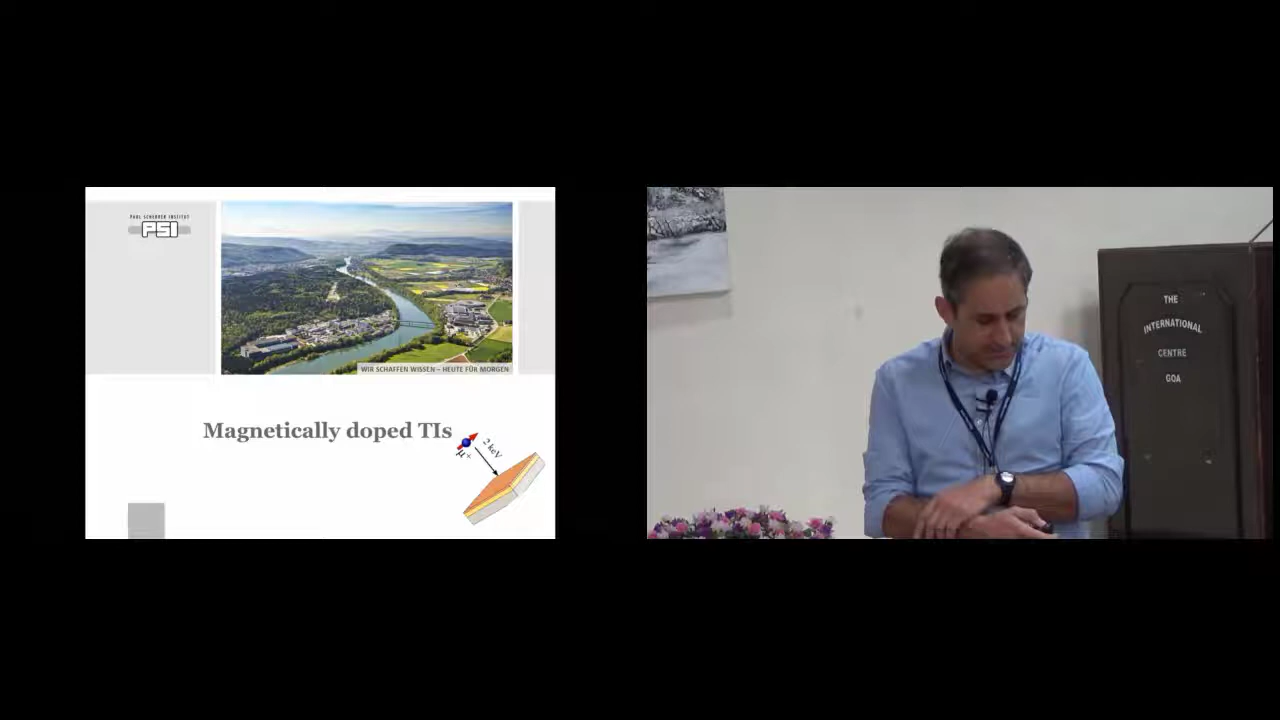 PAUL SCHERRER INSTITUT
PSI
WIR SCHAFFEN WISSEN – HEUTE FÜR MORGEN
Magnetically doped TIs
μ+
2 keV
THE
INTERNATIONAL
CENTRE
GOA